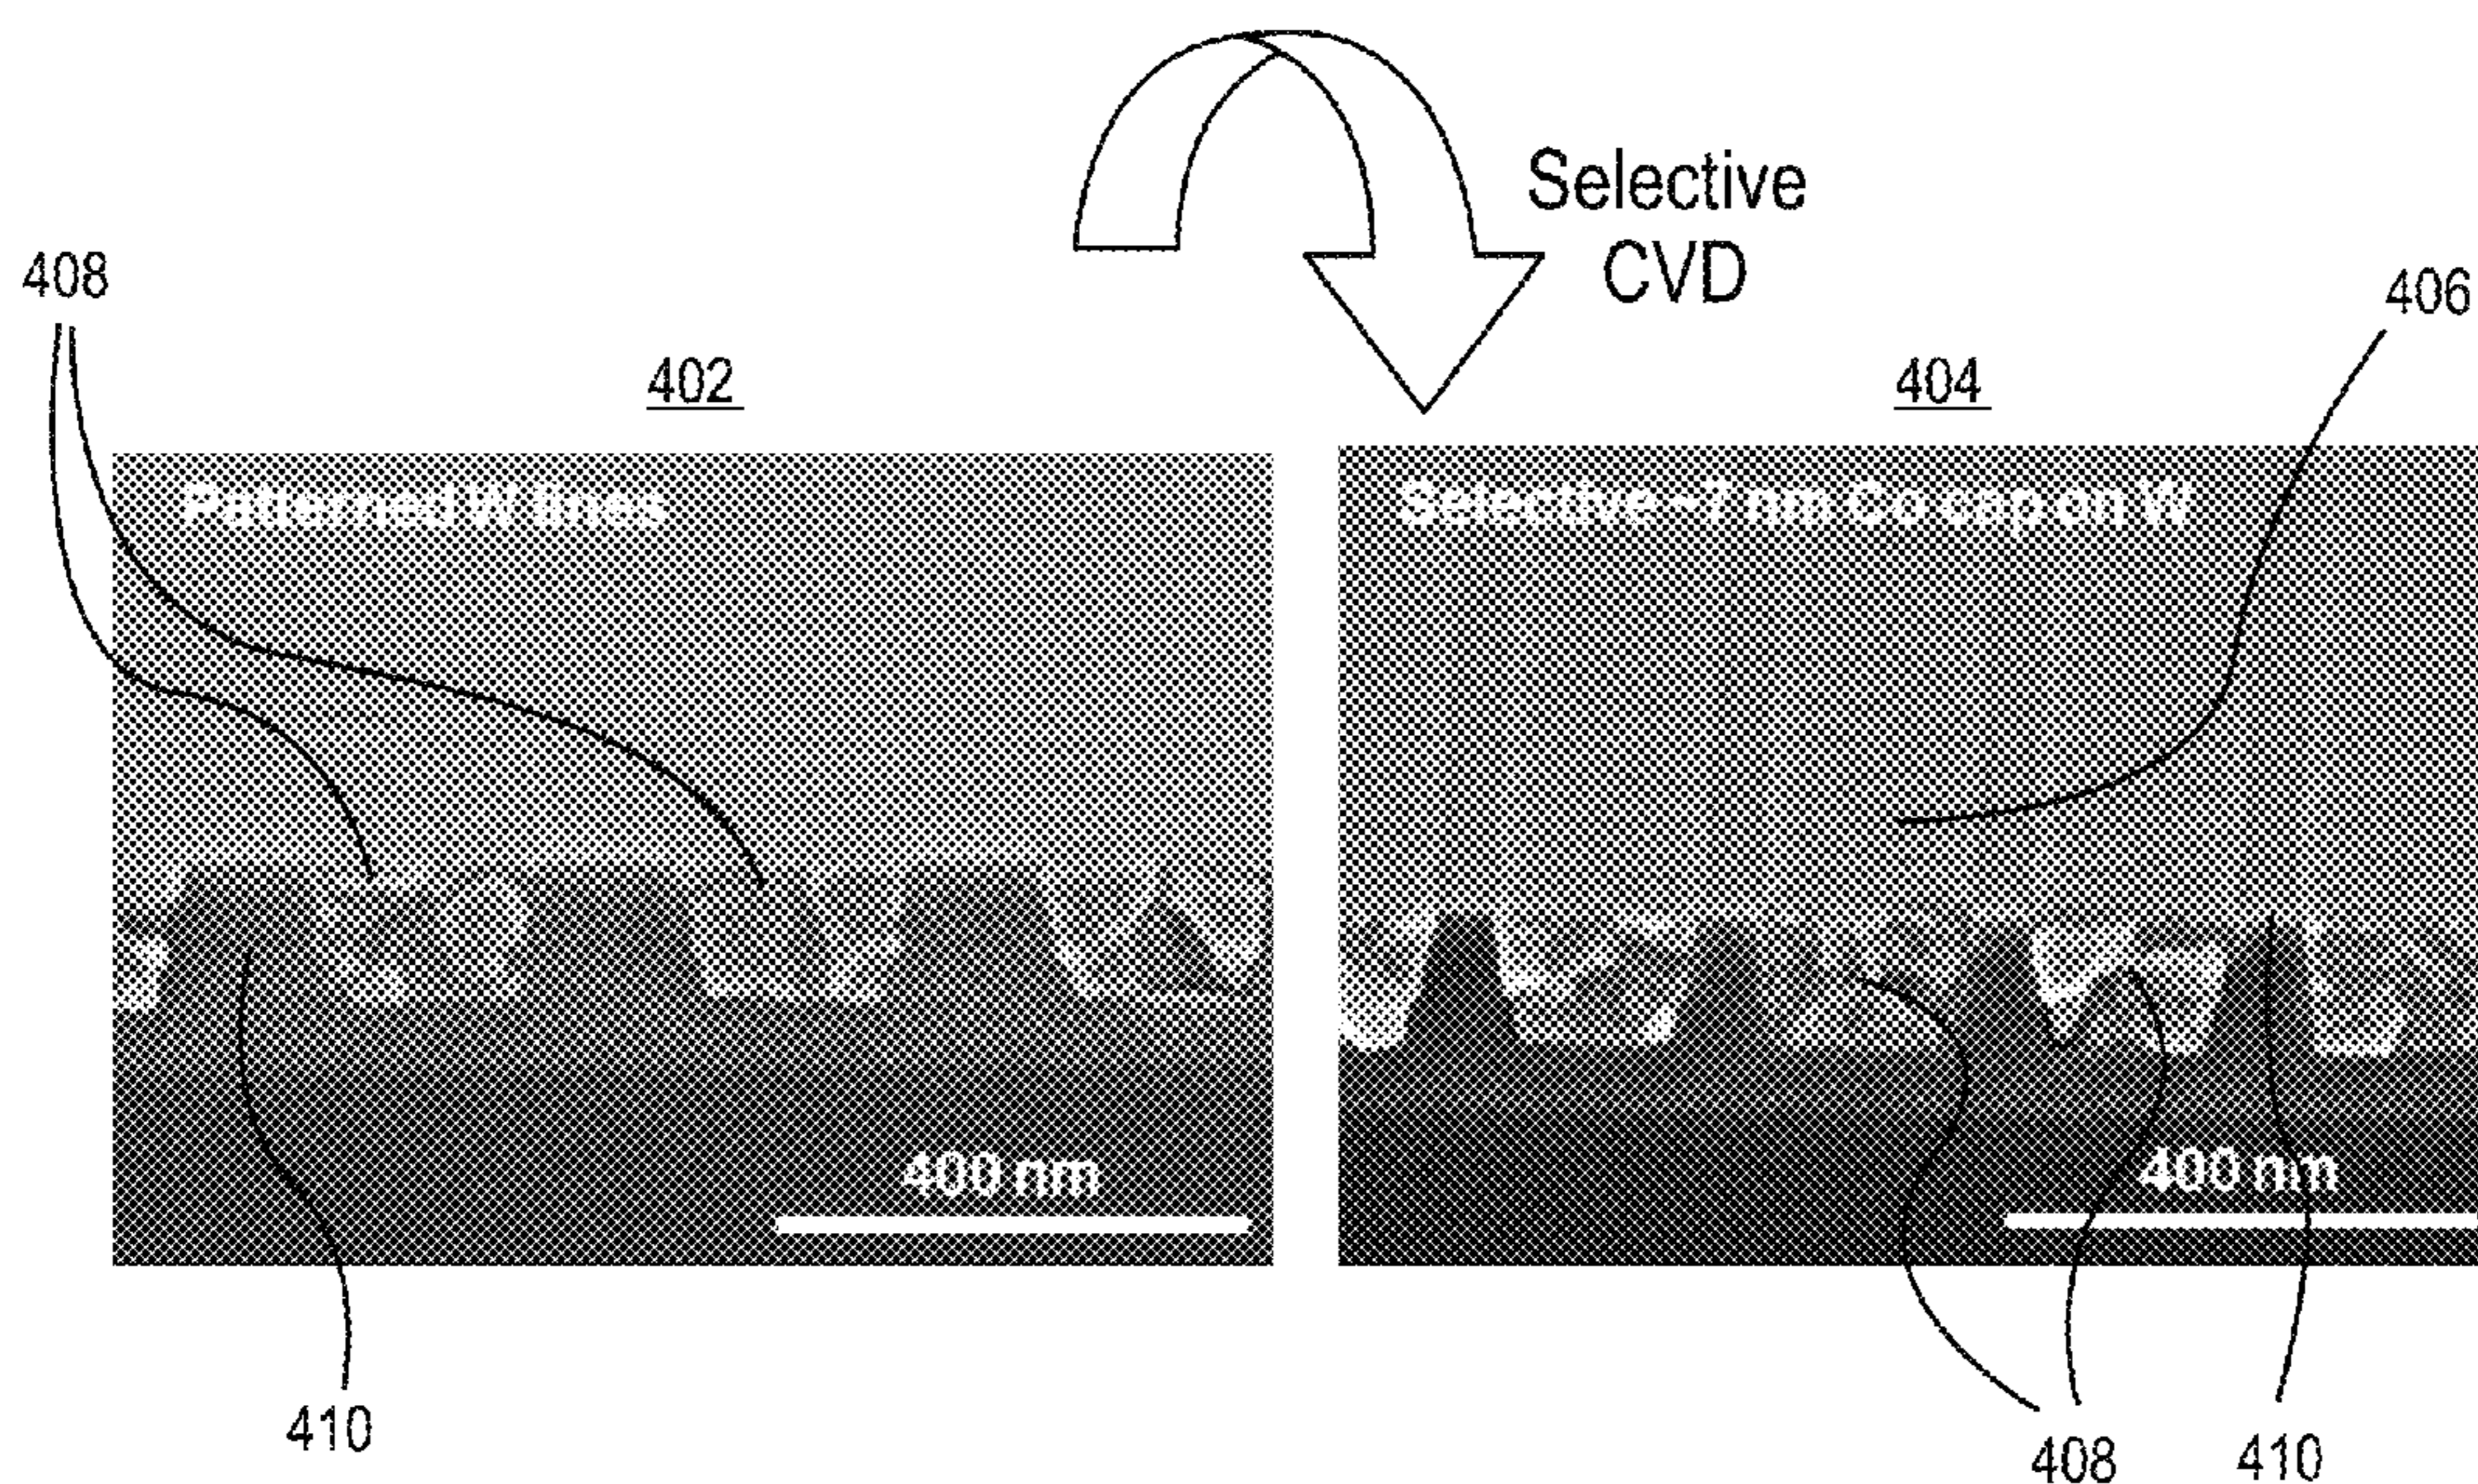 Selective
CVD
408
406
402
404
Patterned W lines
Selective ~7 nm Co cap on W
400 nm
400 nm
410
408
410